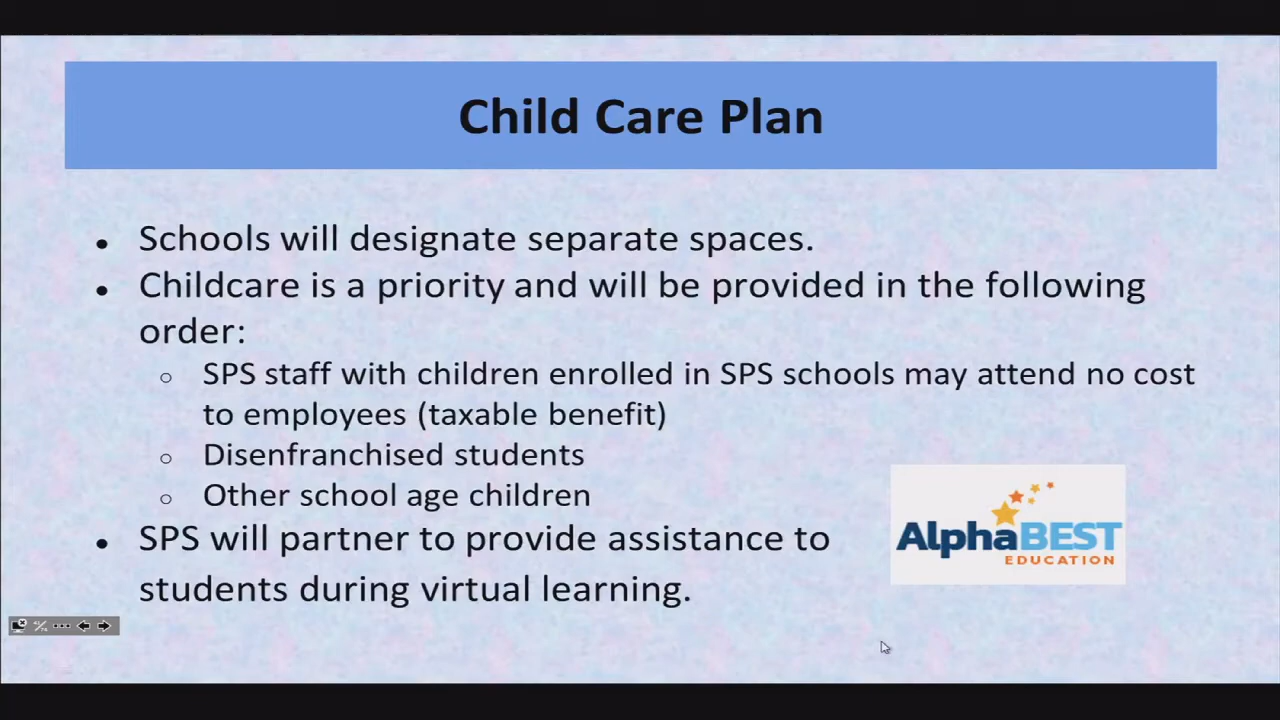 Child Care Plan
• Schools will designate separate spaces.
• Childcare is a priority and will be provided in the following
order:
○ SPS staff with children enrolled in SPS schools may attend no cost
to employees (taxable benefit)
○ Disenfranchised students
○ Other school age children
• SPS will partner to provide assistance to
students during virtual learning.
AlphaBEST
EDUCATION